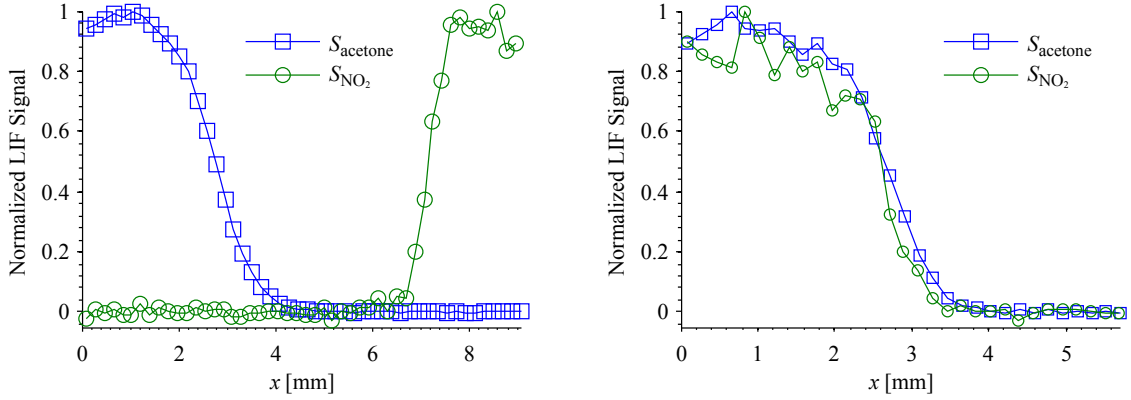 Normalized LIF Signal
1
0.8
0.6
0.4
0.2
0
0
2
4
6
8
x [mm]
S_acetone
S_NO₂
Normalized LIF Signal
1
0.8
0.6
0.4
0.2
0
0
1
2
3
4
5
x [mm]
S_acetone
S_NO₂